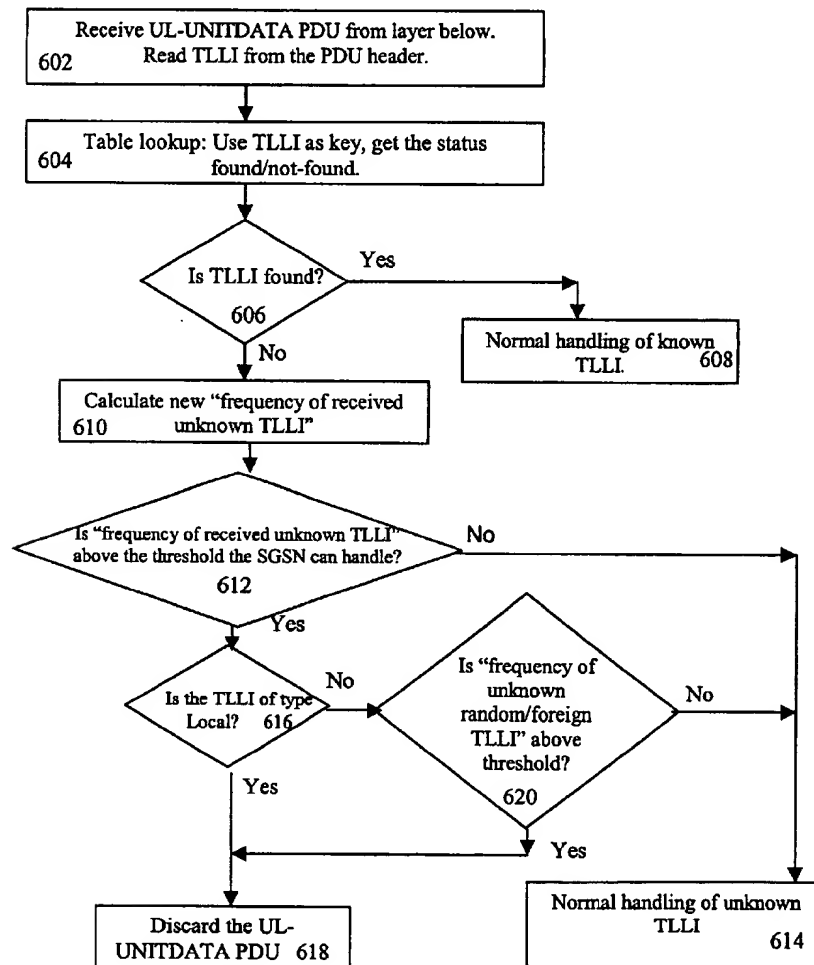 Receive UL-UNITDATA PDU from layer below.
602 Read TLLI from the PDU header.
Table lookup: Use TLLI as key, get the status
604 found/not-found.
Is TLLI found?
606
Yes
No
Normal handling of known
TLLI. 608
Calculate new “frequency of received
610 unknown TLLI”
Is “frequency of received unknown TLLI”
above the threshold the SGSN can handle?
612
No
Yes
Is the TLLI of type
Local? 616
No
Is “frequency of
unknown
random/foreign
TLLI” above
threshold?
620
No
Yes
Yes
Discard the UL-
UNITDATA PDU 618
Normal handling of unknown
TLLI
614